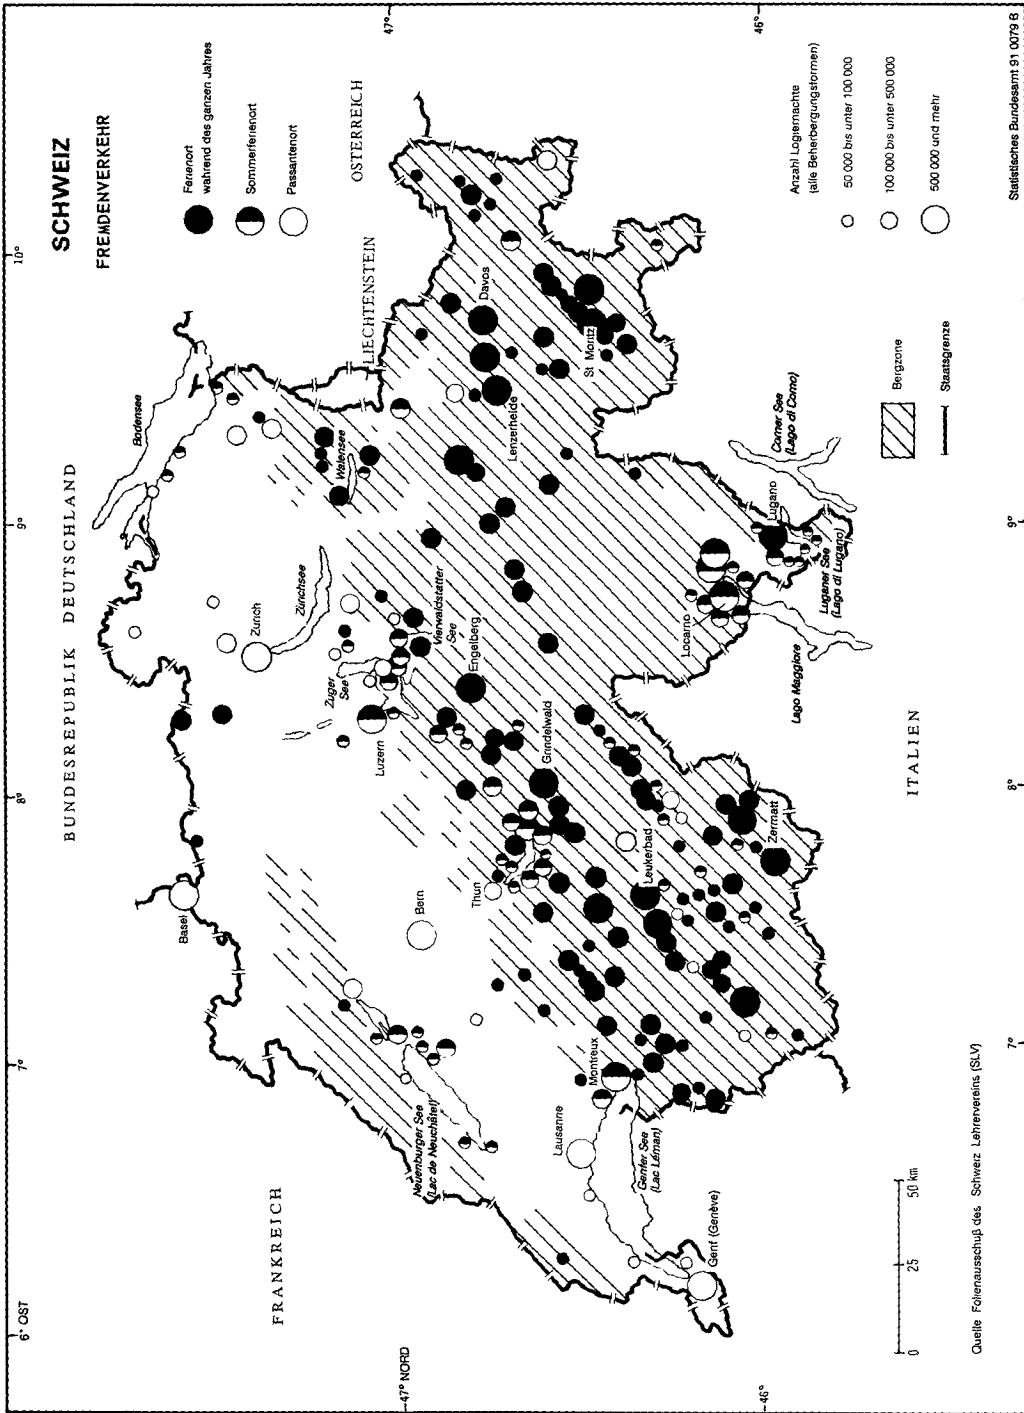 SCHWEIZ
FREMDENVERKEHR
Ferienort
während des ganzen Jahres
Sommerferienort
Passantenort
6° OST
7°
8°
9°
10°
47°
46°
47° NORD
46°
BUNDESREPUBLIK DEUTSCHLAND
FRANKREICH
ITALIEN
LIECHTENSTEIN
ÖSTERREICH
Bodensee
Basel
Zürich
Zürichsee
Zuger
See
Walensee
Luzern
Vierwaldstätter
See
Bern
Neuenburger See
(Lac de Neuchâtel)
Thun
Engelberg
Grindelwald
Lenzerheide
Davos
St. Moritz
Lausanne
Montreux
Genfer See
(Lac Léman)
Genf (Genève)
Leukerbad
Zermatt
Locarno
Lugano
Lago Maggiore
Luganer See
(Lago di Lugano)
Comer See
(Lago di Como)
Anzahl Logiernächte
(alle Beherbergungsformen)
50 000 bis unter 100 000
100 000 bis unter 500 000
500 000 und mehr
Bergzone
Staatsgrenze
0 25 50 km
Quelle Folienausschuß des Schweiz Lehrervereins (SLV)
Statistisches Bundesamt 91 0079 B